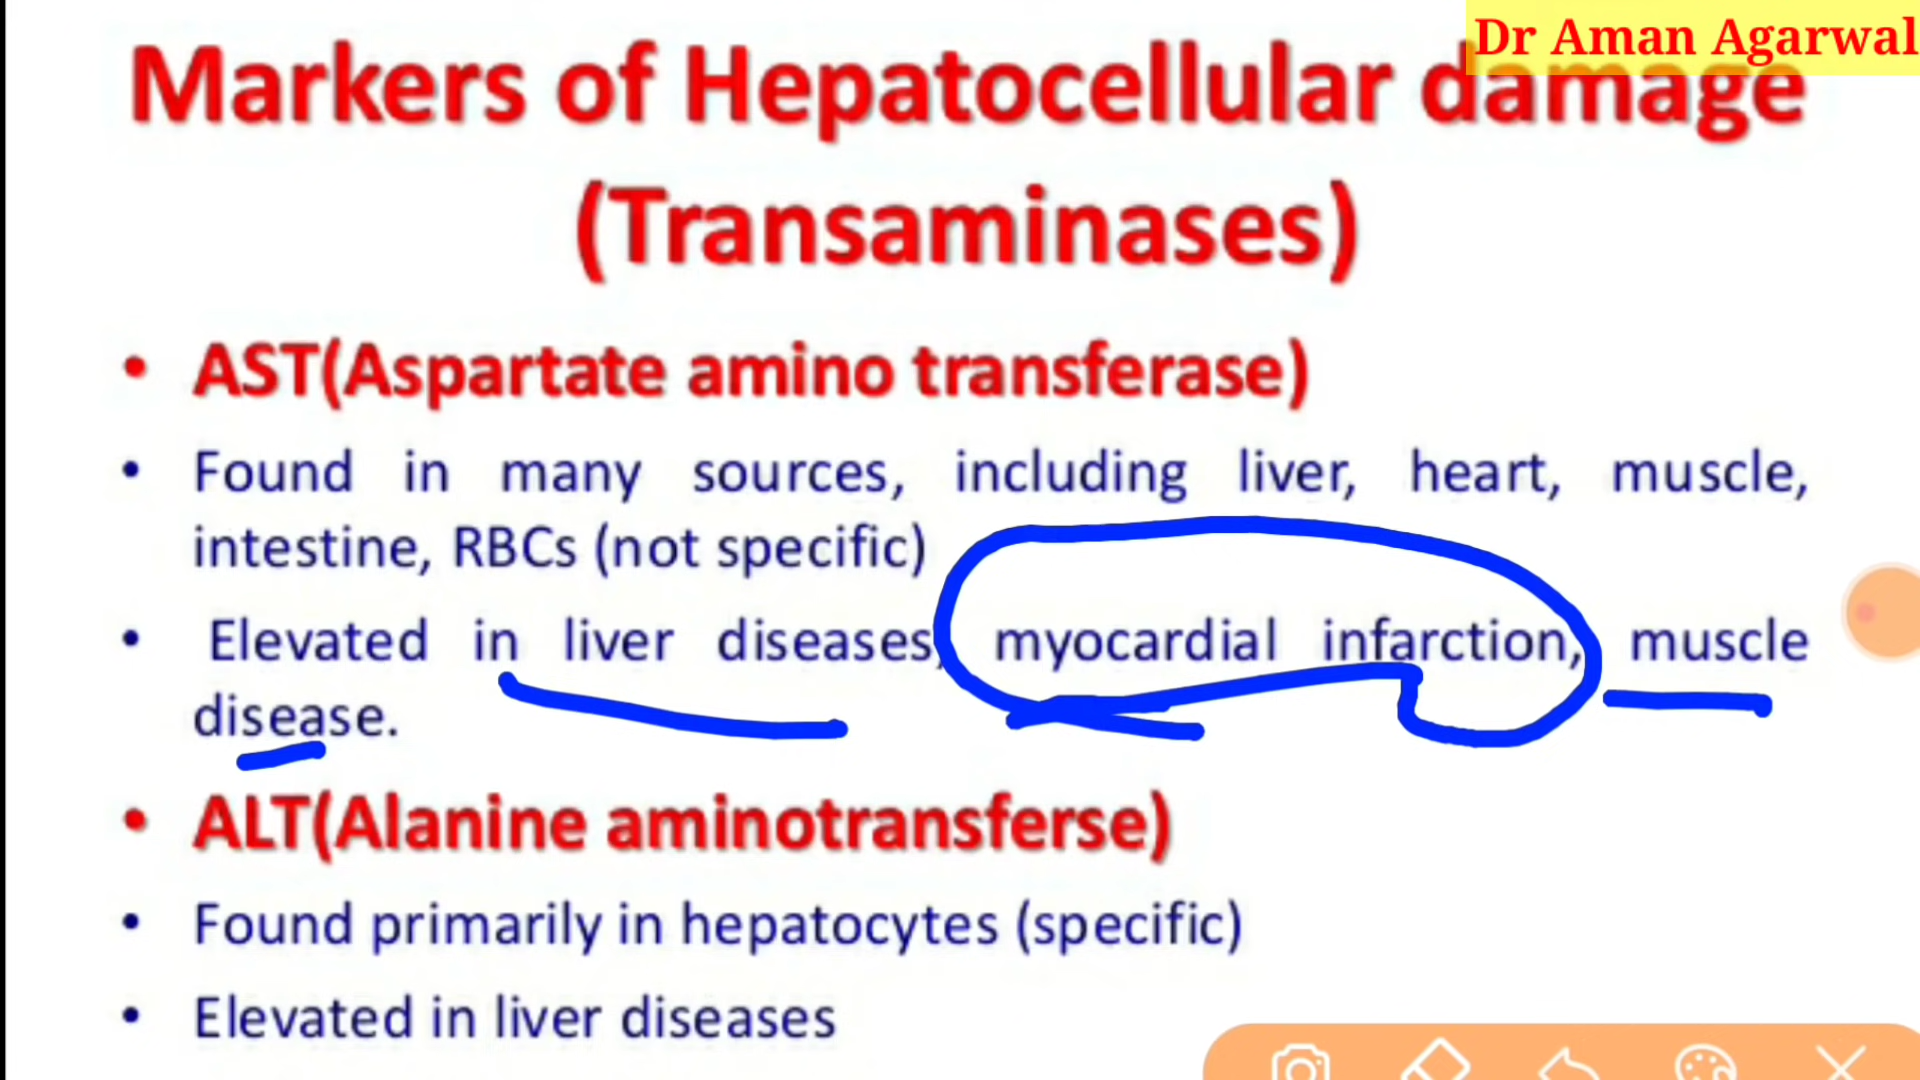 Dr Aman Agarwal
Markers of Hepatocellular damage
(Transaminases)
• AST(Aspartate amino transferase)
• Found in many sources, including liver, heart, muscle,
intestine, RBCs (not specific)
• Elevated in liver diseases, myocardial infarction, muscle
disease.
• ALT(Alanine aminotransferse)
• Found primarily in hepatocytes (specific)
• Elevated in liver diseases